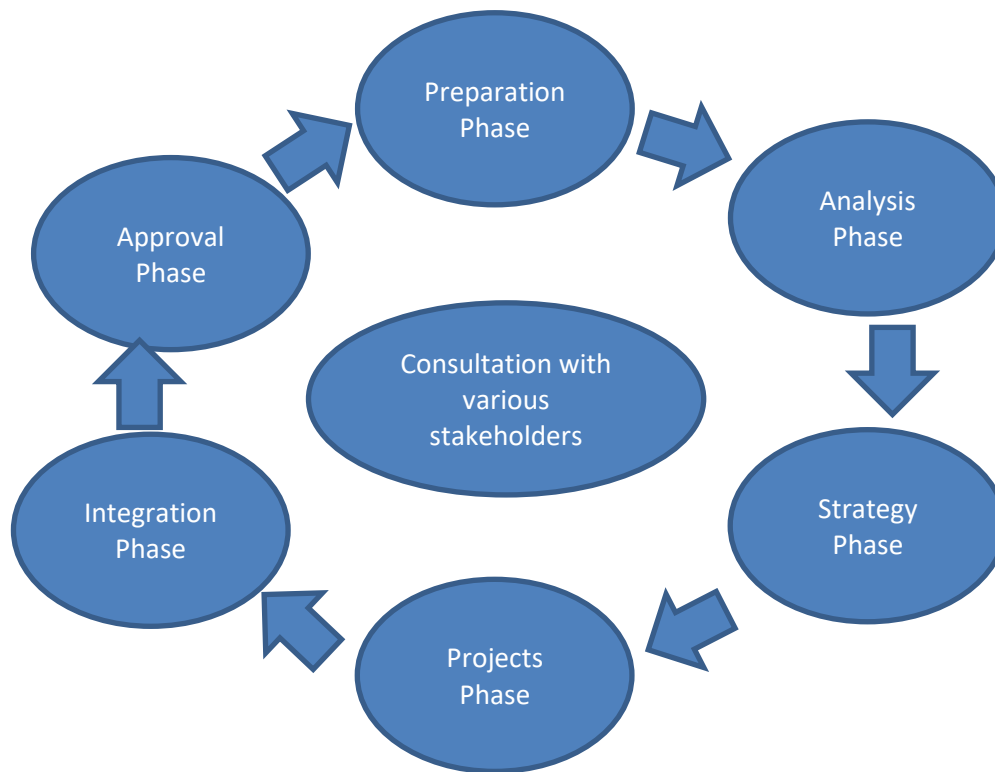 Preparation
Phase
Analysis
Phase
Approval
Phase
Consultation with
various
stakeholders
Integration
Phase
Strategy
Phase
Projects
Phase